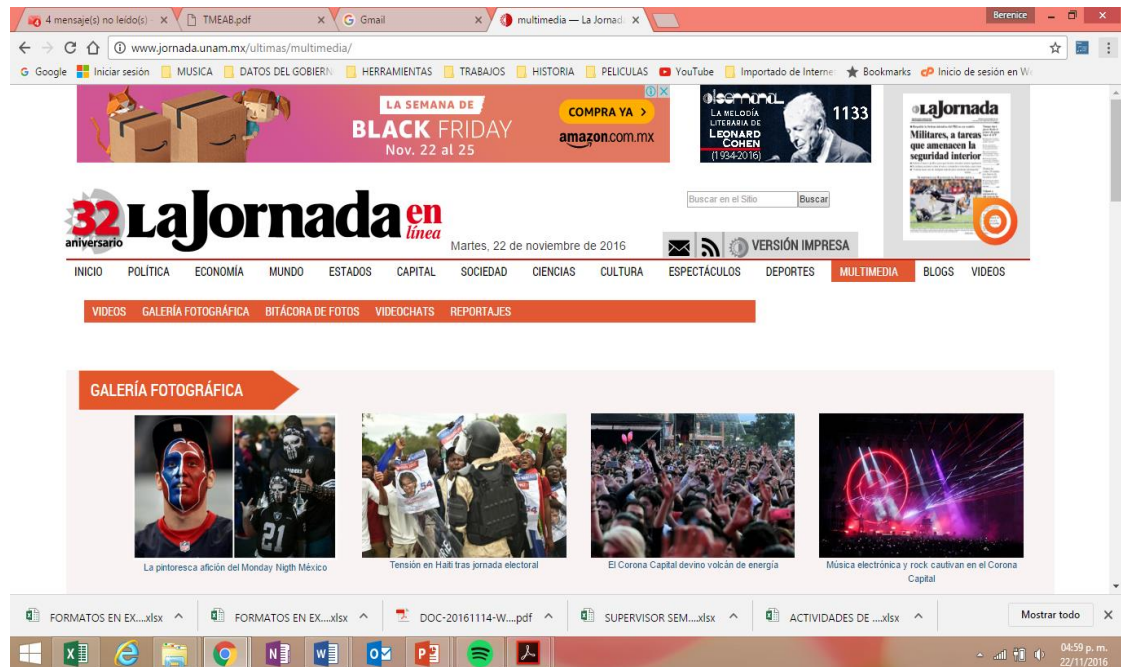 4 mensaje(s) no leído(s)
TMEAB.pdf
Gmail
multimedia — La Jornad
Berenice
www.jornada.unam.mx/ultimas/multimedia/
Google
Iniciar sesión
MUSICA
DATOS DEL GOBIERN
HERRAMIENTAS
TRABAJOS
HISTORIA
PELICULAS
YouTube
Importado de Interne
Bookmarks
Inicio de sesión en W
LA SEMANA DE
BLACK FRIDAY
Nov. 22 al 25
COMPRA YA >
amazon.com.mx
LA MELODÍA
LITERARIA DE
LEONARD
COHEN
(1934-2016)
1133
La Jornada
Militares, a tareas
que amenacen la
seguridad interior
32
aniversario
La Jornada en línea
Martes, 22 de noviembre de 2016
Buscar en el Sitio
Buscar
VERSIÓN IMPRESA
INICIO POLÍTICA ECONOMÍA MUNDO ESTADOS CAPITAL SOCIEDAD CIENCIAS CULTURA ESPECTÁCULOS DEPORTES MULTIMEDIA BLOGS VIDEOS
VIDEOS GALERÍA FOTOGRÁFICA BITÁCORA DE FOTOS VIDEOCHATS REPORTAJES
GALERÍA FOTOGRÁFICA
RAIDERS
21
54
La pintoresca afición del Monday Nigth México
Tensión en Haití tras jornada electoral
El Corona Capital devino volcán de energía
Música electrónica y rock cautivan en el Corona
Capital
FORMATOS EN EX....xlsx
FORMATOS EN EX....xlsx
DOC-20161114-W....pdf
SUPERVISOR SEM....xlsx
ACTIVIDADES DE ....xlsx
Mostrar todo
04:59 p. m.
22/11/2016